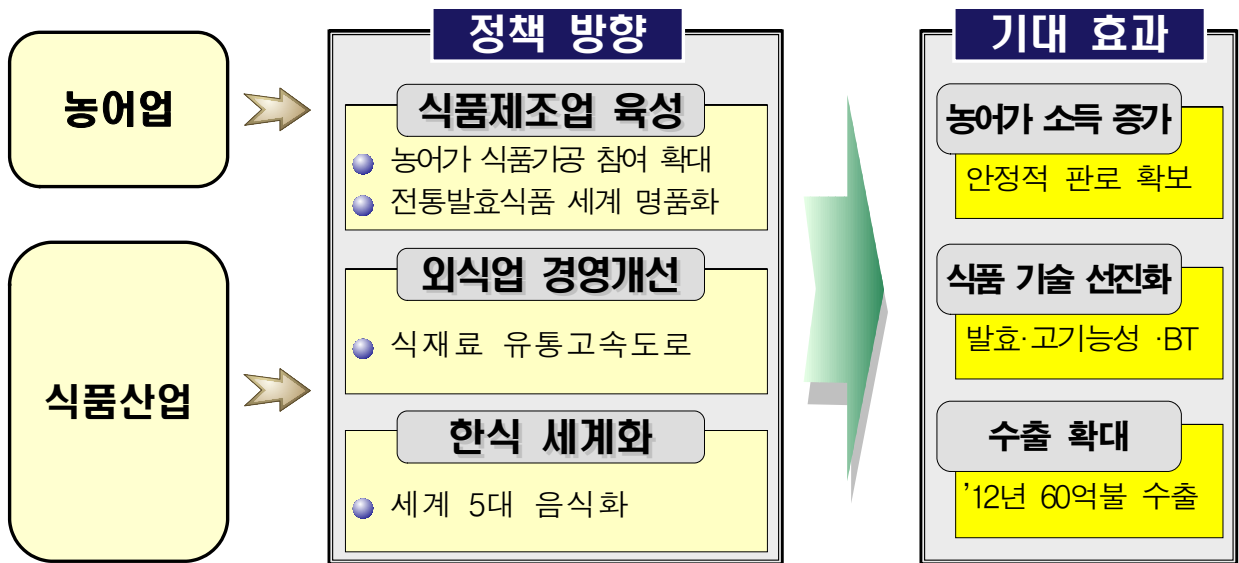 농어업
식품산업
정책 방향
식품제조업 육성
농어가 식품가공 참여 확대
전통발효식품 세계 명품화
외식업 경영개선
식재료 유통고속도로
한식 세계화
세계 5대 음식화
기대 효과
농어가 소득 증가
안정적 판로 확보
식품 기술 선진화
발효·고기능성 ·BT
수출 확대
’12년 60억불 수출